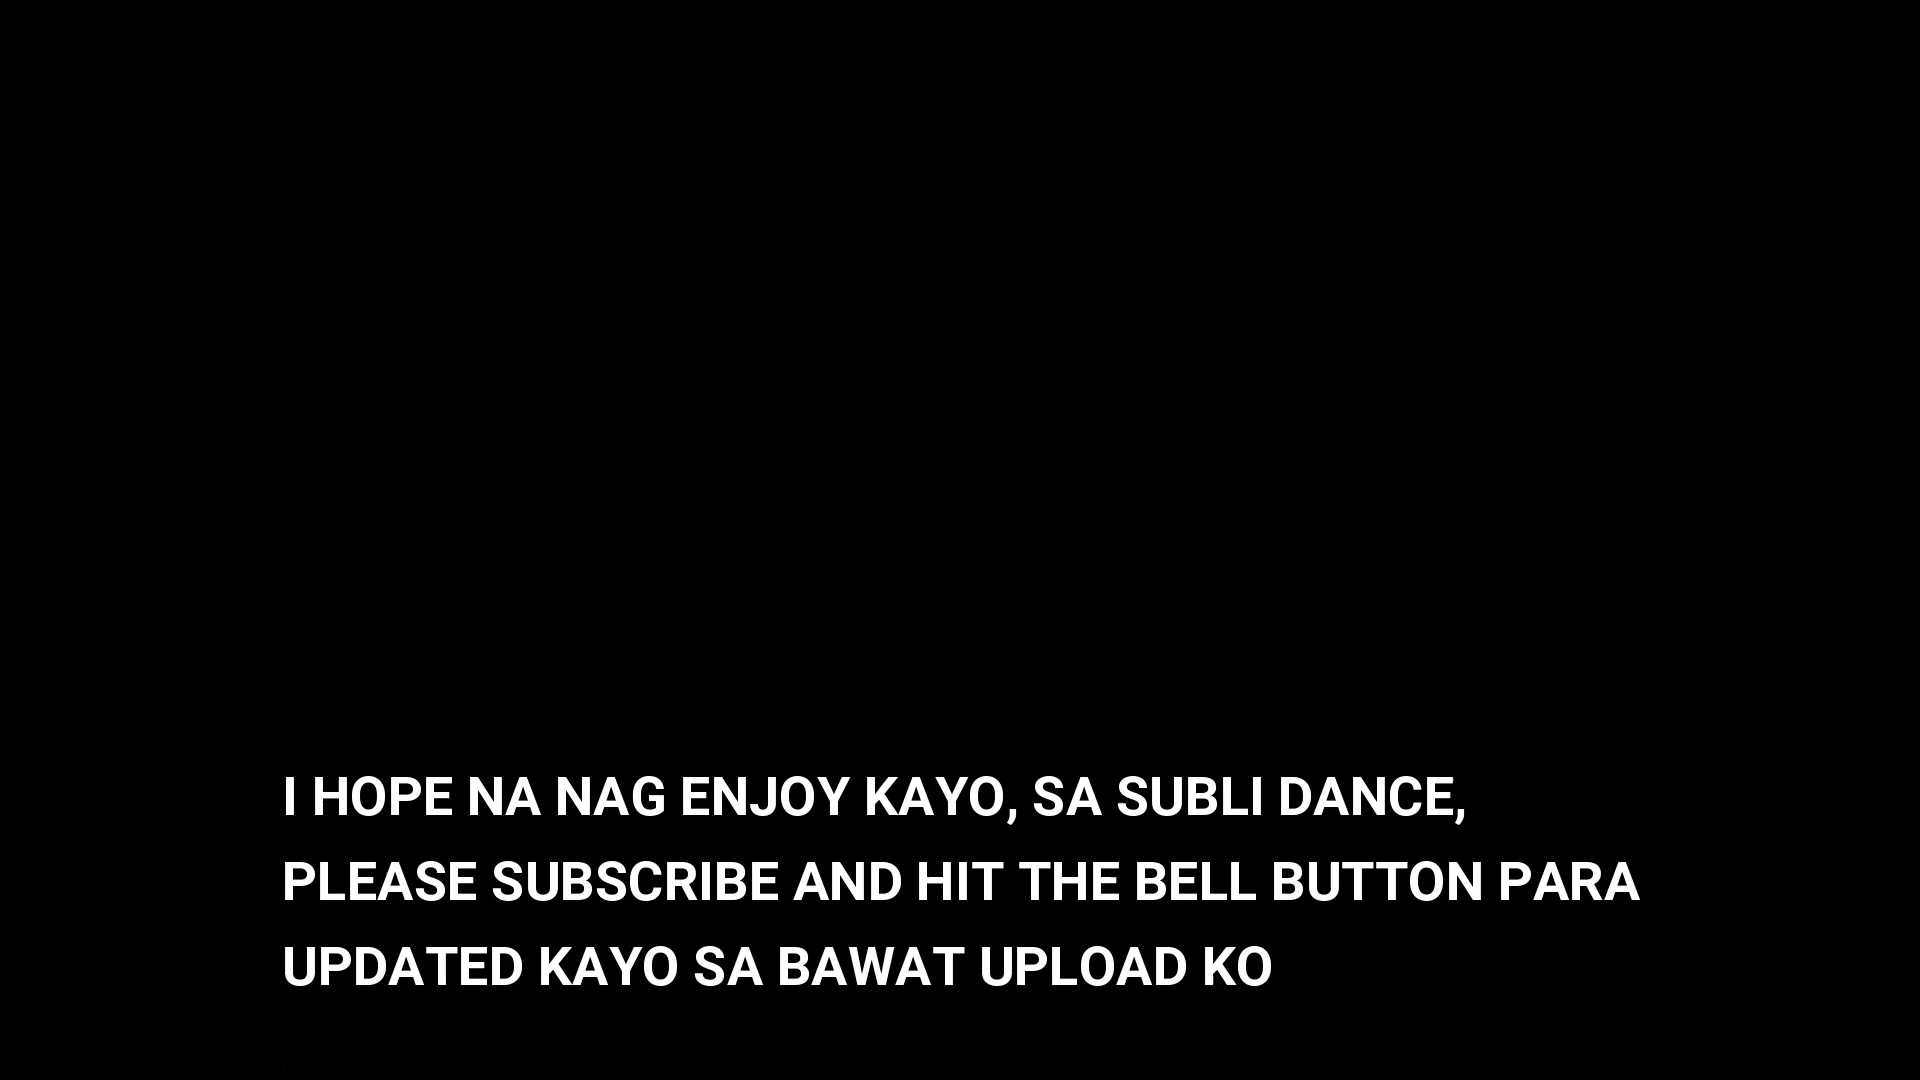 I HOPE NA NAG ENJOY KAYO, SA SUBLI DANCE,
PLEASE SUBSCRIBE AND HIT THE BELL BUTTON PARA
UPDATED KAYO SA BAWAT UPLOAD KO